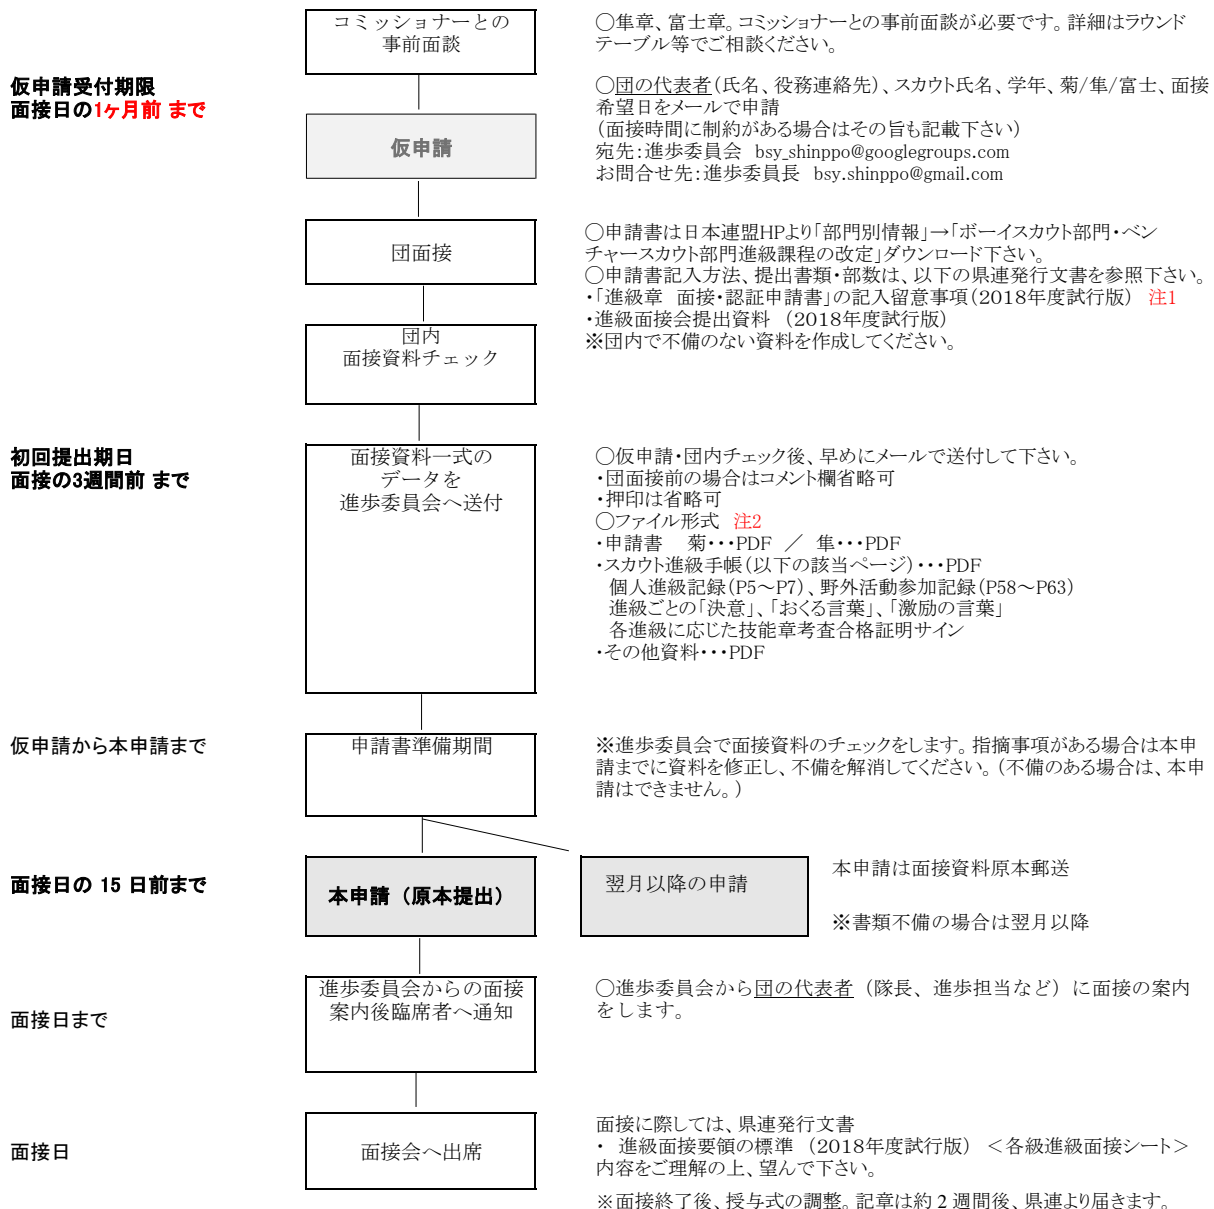 コミッショナーとの
事前面談
○隼章、富士章。コミッショナーとの事前面談が必要です。詳細はラウンド
テーブル等でご相談ください。
仮申請受付期限
面接日の1ヶ月前 まで
仮申請
○団の代表者(氏名、役務連絡先)、スカウト氏名、学年、菊/隼/富士、面接
希望日をメールで申請
(面接時間に制約がある場合はその旨も記載下さい)
宛先:進歩委員会 bsy_shinppo@googlegroups.com
お問合せ先:進歩委員長 bsy.shinppo@gmail.com
団面接
○申請書は日本連盟HPより「部門別情報」→「ボーイスカウト部門・ベン
チャースカウト部門進級課程の改定」ダウンロード下さい。
○申請書記入方法、提出書類・部数は、以下の県連発行文書を参照下さい。
・「進級章 面接・認証申請書」の記入留意事項(2018年度試行版) 注1
・進級面接会提出資料 (2018年度試行版)
※団内で不備のない資料を作成してください。
団内
面接資料チェック
初回提出期日
面接の3週間前 まで
面接資料一式の
データを
進歩委員会へ送付
○仮申請・団内チェック後、早めにメールで送付して下さい。
・団面接前の場合はコメント欄省略可
・押印は省略可
○ファイル形式 注2
・申請書 菊・・・PDF / 隼・・・PDF
・スカウト進級手帳(以下の該当ページ)・・・PDF
個人進級記録(P5~P7)、野外活動参加記録(P58~P63)
進級ごとの「決意」、「おくる言葉」、「激励の言葉」
各進級に応じた技能章考査合格証明サイン
・その他資料・・・PDF
仮申請から本申請まで
申請書準備期間
※進歩委員会で面接資料のチェックをします。指摘事項がある場合は本申
請までに資料を修正し、不備を解消してください。(不備のある場合は、本申
請はできません。)
面接日の 15 日前まで
本申請 (原本提出)
翌月以降の申請
本申請は面接資料原本郵送
※書類不備の場合は翌月以降
面接日まで
進歩委員会からの面接
案内後臨席者へ通知
○進歩委員会から団の代表者 (隊長、進歩担当など) に面接の案内
をします。
面接日
面接会へ出席
面接に際しては、県連発行文書
・ 進級面接要領の標準 (2018年度試行版) <各級進級面接シート>
内容をご理解の上、望んで下さい。
※面接終了後、授与式の調整。記章は約 2 週間後、県連より届きます。